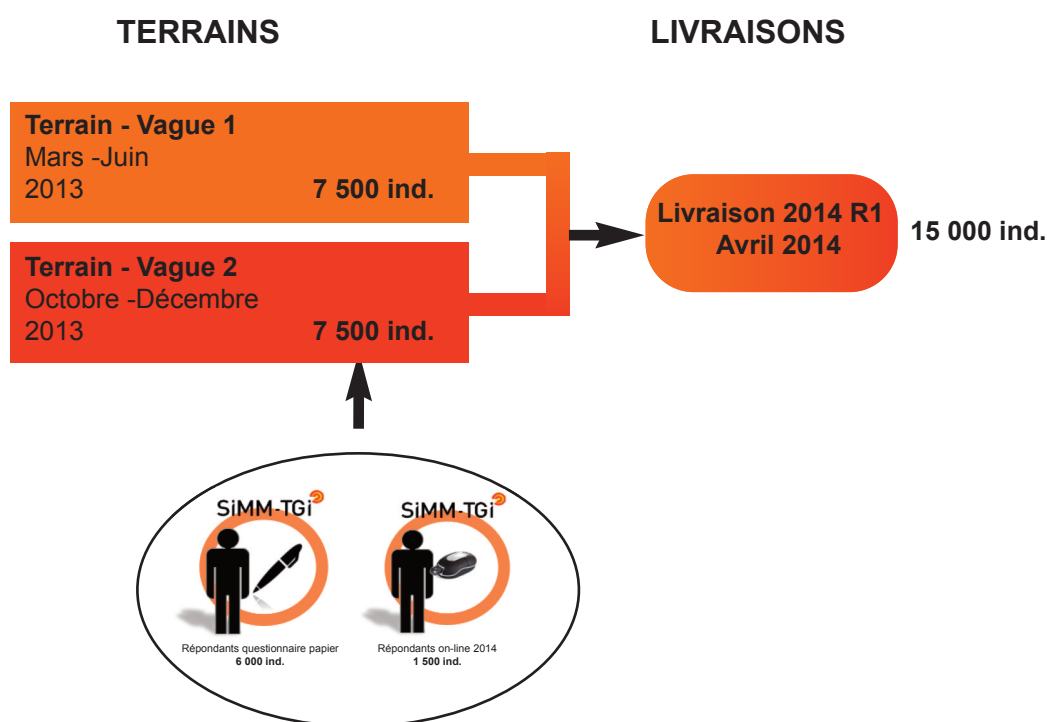 TERRAINS
LIVRAISONS
Terrain - Vague 1
Mars -Juin
2013
7 500 ind.
Terrain - Vague 2
Octobre -Décembre
2013
7 500 ind.
Livraison 2014 R1
Avril 2014
15 000 ind.
SiMM-TGi
Répondants questionnaire papier
6 000 ind.
SiMM-TGi
Répondants on-line 2014
1 500 ind.